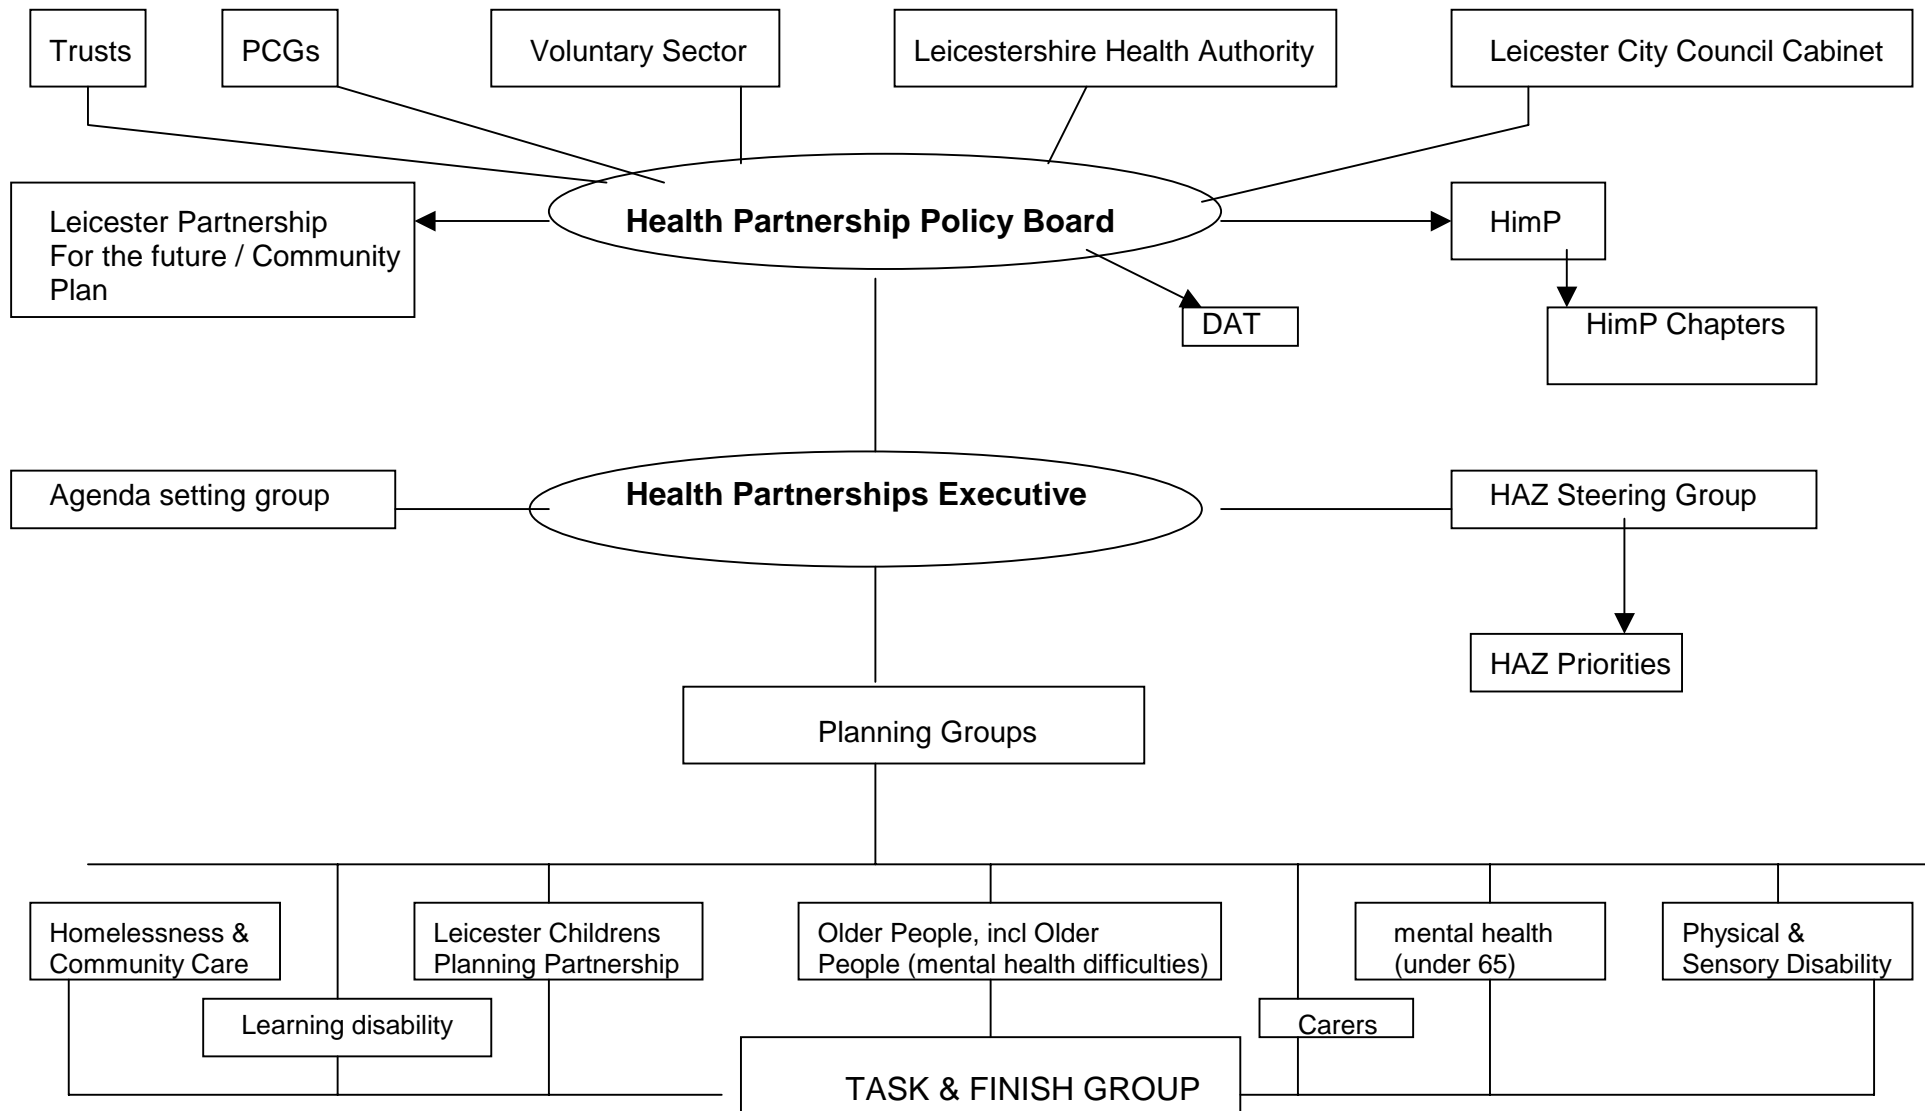 Trusts
PCGs
Voluntary Sector
Leicestershire Health Authority
Leicester City Council Cabinet
Leicester Partnership
For the future / Community
Plan
Health Partnership Policy Board
HimP
DAT
HimP Chapters
Agenda setting group
Health Partnerships Executive
HAZ Steering Group
HAZ Priorities
Planning Groups
Homelessness &
Community Care
Leicester Childrens
Planning Partnership
Older People, incl Older
People (mental health difficulties)
mental health
(under 65)
Physical &
Sensory Disability
Learning disability
Carers
TASK & FINISH GROUP